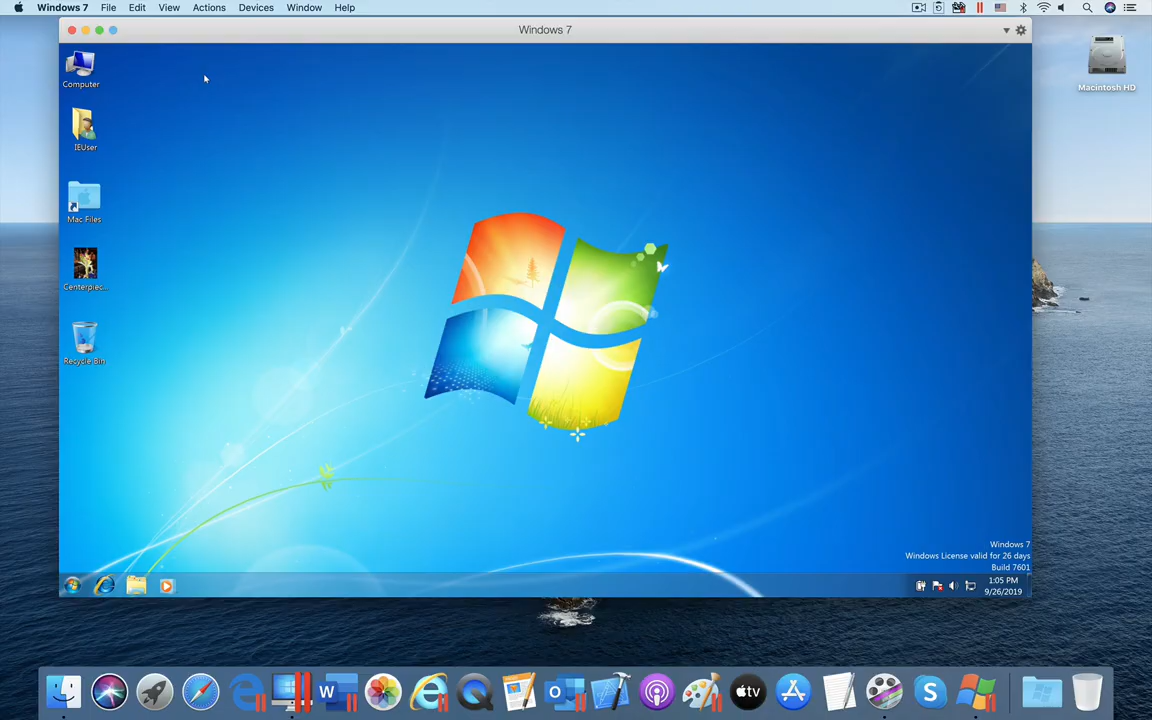 Windows 7 File Edit View Actions Devices Window Help
Windows 7
Computer
IEUser
Mac Files
Centerpiec...
Recycle Bin
Macintosh HD
Windows 7
Windows License valid for 26 days
Build 7601
1:05 PM
9/26/2019